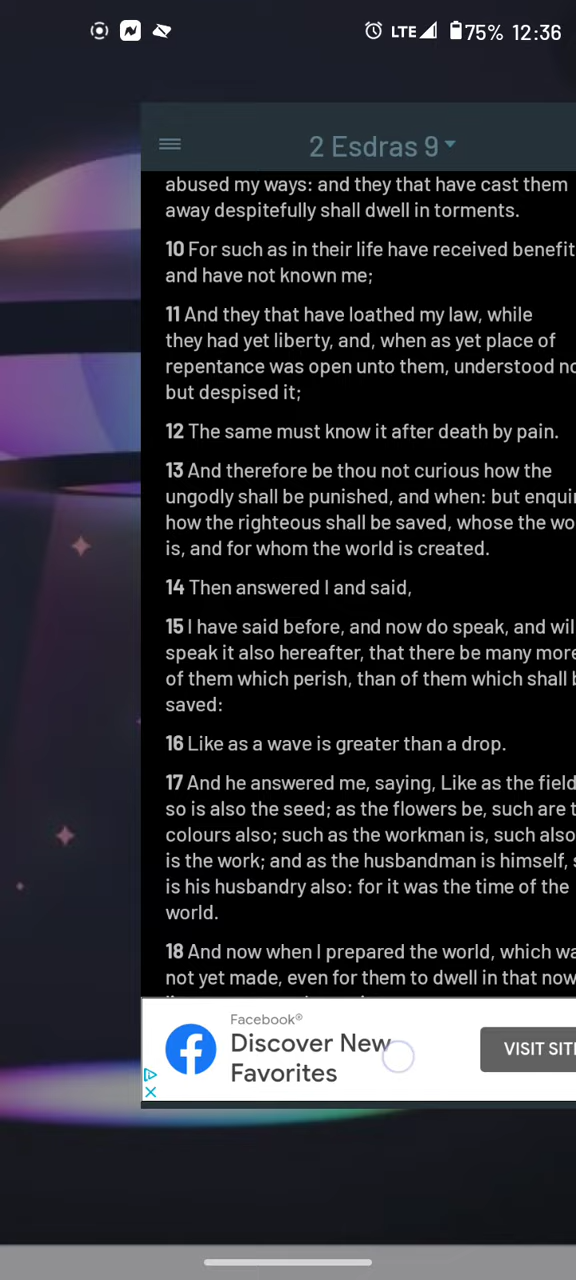 LTE 75% 12:36
2 Esdras 9
abused my ways: and they that have cast them
away despitefully shall dwell in torments.
10 For such as in their life have received benefit
and have not known me;
11 And they that have loathed my law, while
they had yet liberty, and, when as yet place of
repentance was open unto them, understood no
but despised it;
12 The same must know it after death by pain.
13 And therefore be thou not curious how the
ungodly shall be punished, and when: but enqui
how the righteous shall be saved, whose the wo
is, and for whom the world is created.
14 Then answered I and said,
15 I have said before, and now do speak, and wil
speak it also hereafter, that there be many more
of them which perish, than of them which shall b
saved:
16 Like as a wave is greater than a drop.
17 And he answered me, saying, Like as the field
so is also the seed; as the flowers be, such are t
colours also; such as the workman is, such also
is the work; and as the husbandman is himself, s
is his husbandry also: for it was the time of the
world.
18 And now when I prepared the world, which wa
not yet made, even for them to dwell in that now
Facebook®
Discover New
Favorites
VISIT SIT